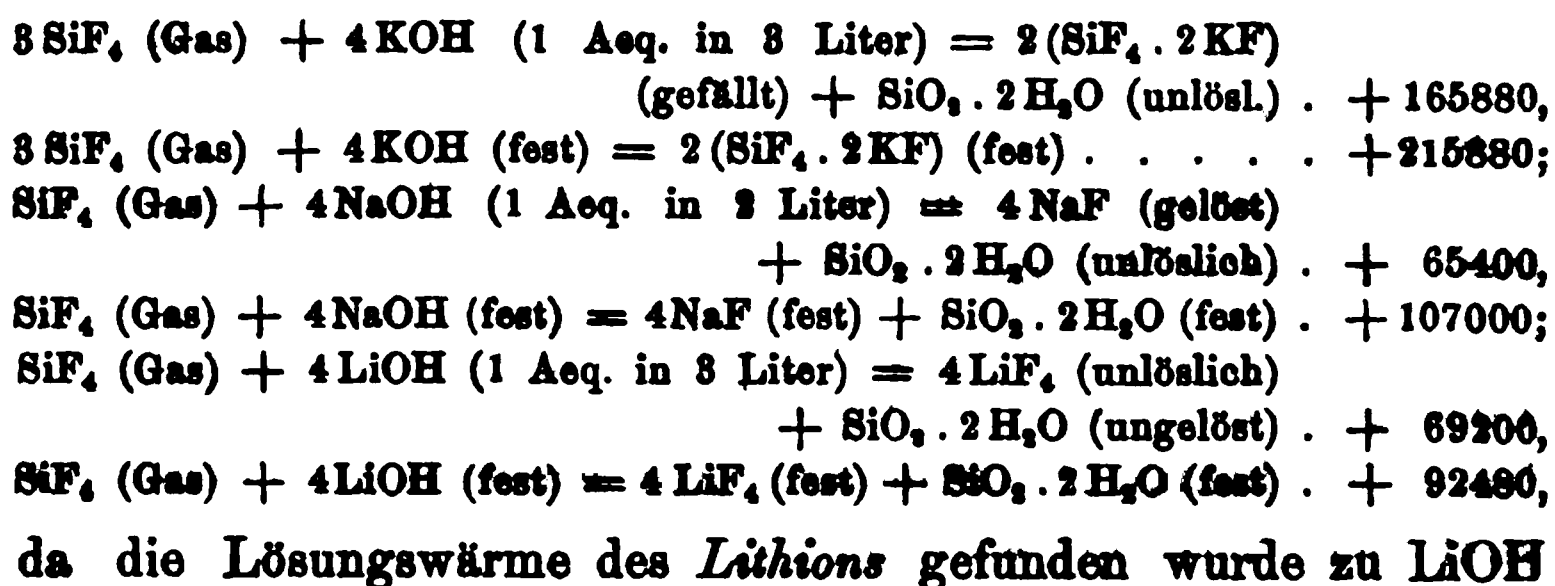 3 SiF₄ (Gas) + 4 KOH (1 Aeq. in 3 Liter) = 2 (SiF₄ . 2 KF)
(gefällt) + SiO₂ . 2 H₂O (unlösl.) . + 165880,
3 SiF₄ (Gas) + 4 KOH (fest) = 2 (SiF₄ . 2 KF) (fest) . . . . . +215880;
SiF₄ (Gas) + 4 NaOH (1 Aeq. in 2 Liter) = 4 NaF (gelöst)
+ SiO₂ . 2 H₂O (unlöslich) . + 65400,
SiF₄ (Gas) + 4 NaOH (fest) = 4 NaF (fest) + SiO₂ . 2 H₂O (fest) . + 107000;
SiF₄ (Gas) + 4 LiOH (1 Aeq. in 3 Liter) = 4 LiF₄ (unlöslich)
+ SiO₂ . 2 H₂O (ungelöst) . + 69200,
SiF₄ (Gas) + 4 LiOH (fest) = 4 LiF₄ (fest) + SiO₂ . 2 H₂O (fest) . + 92480,
da die Lösungswärme des Lithions gefunden wurde zu LiOH